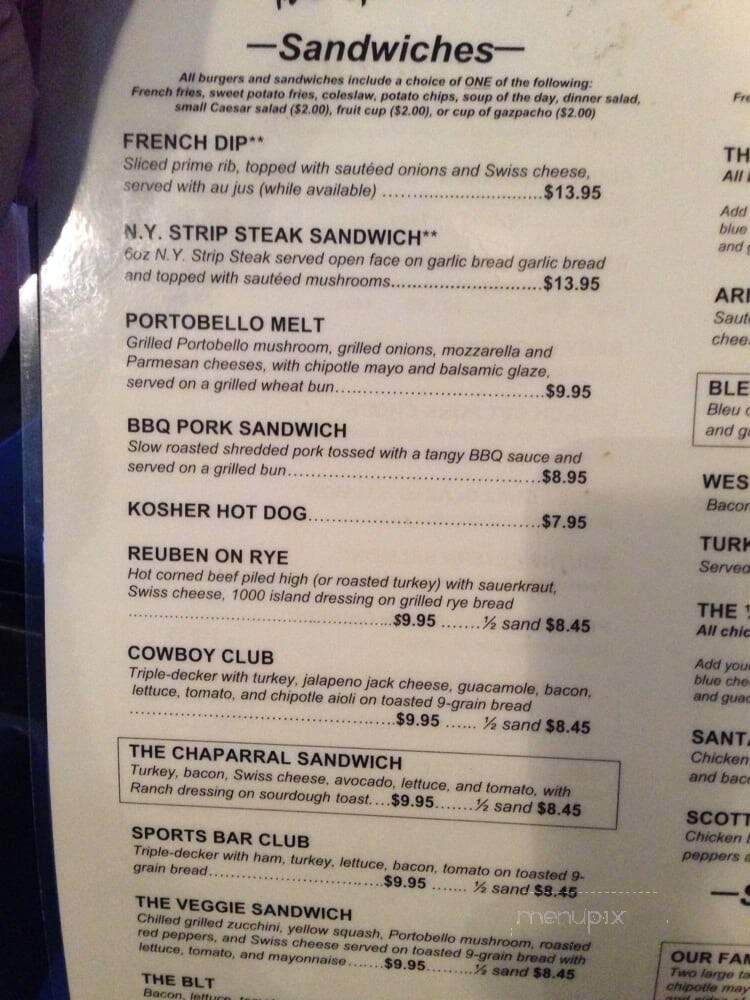 —Sandwiches—
All burgers and sandwiches include a choice of ONE of the following:
French fries, sweet potato fries, coleslaw, potato chips, soup of the day, dinner salad,
small Caesar salad ($2.00), fruit cup ($2.00), or cup of gazpacho ($2.00)
FRENCH DIP**
Sliced prime rib, topped with sautéed onions and Swiss cheese,
served with au jus (while available) ..............................$13.95
N.Y. STRIP STEAK SANDWICH**
6oz N.Y. Strip Steak served open face on garlic bread garlic bread
and topped with sautéed mushrooms..............................$13.95
PORTOBELLO MELT
Grilled Portobello mushroom, grilled onions, mozzarella and
Parmesan cheeses, with chipotle mayo and balsamic glaze,
served on a grilled wheat bun.......................................$9.95
BBQ PORK SANDWICH
Slow roasted shredded pork tossed with a tangy BBQ sauce and
served on a grilled bun................................................$8.95
KOSHER HOT DOG............................................$7.95
REUBEN ON RYE
Hot corned beef piled high (or roasted turkey) with sauerkraut,
Swiss cheese, 1000 island dressing on grilled rye bread
..................................................$9.95 .......½ sand $8.45
COWBOY CLUB
Triple-decker with turkey, jalapeno jack cheese, guacamole, bacon,
lettuce, tomato, and chipotle aioli on toasted 9-grain bread
..................................................$9.95 ...... ½ sand $8.45
THE CHAPARRAL SANDWICH
Turkey, bacon, Swiss cheese, avocado, lettuce, and tomato, with
Ranch dressing on sourdough toast....$9.95.......½ sand $8.45
SPORTS BAR CLUB
Triple-decker with ham, turkey, lettuce, bacon, tomato on toasted 9-
grain bread.................................$9.95 ....... ½ sand $8.45
THE VEGGIE SANDWICH
Chilled grilled zucchini, yellow squash, Portobello mushroom, roasted
red peppers, and Swiss cheese served on toasted 9-grain bread with
lettuce, tomato, and mayonnaise.......$9.95.........½ sand $8.45
THE BLT
Bacon, lettuce,
menupix
TH
All
Add
blue
and
Saut
chee
BLE
Bleu
and
WES
Bacon
TURK
Served
THE
All chic
Add you
blue che
and guac
SANT
Chicken
and baco
SCOTT
Chicken
peppers
OUR FAM
Two large
chipotle may